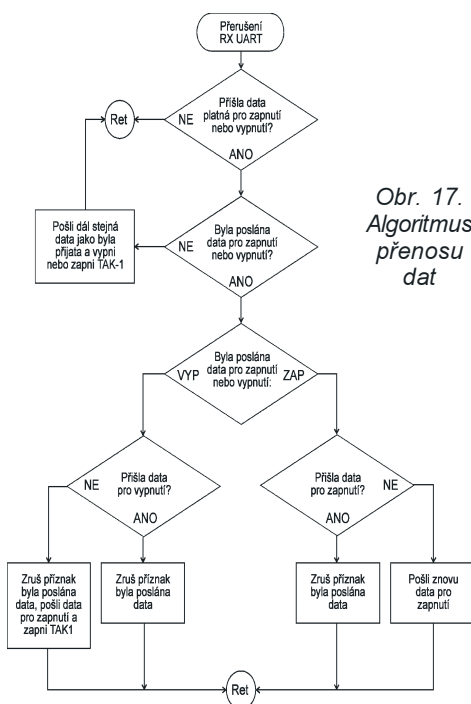 Přerušení
RX UART
Přišla data
platná pro zapnutí
nebo vypnutí?
NE
ANO
Ret
Obr. 17.
Algoritmus
přenosu
dat
Pošli dál stejná
data jako byla
přijata a vypni
nebo zapni TAK-1
Byla poslána
data pro zapnutí
nebo vypnutí?
NE
ANO
Byla poslána
data pro zapnutí
nebo vypnutí:
VYP
ZAP
Přišla data
pro vypnutí?
NE
ANO
Přišla data
pro zapnutí?
NE
ANO
Zruš příznak
byla poslána
data, pošli data
pro zapnutí a
zapni TAK1
Zruš příznak
byla poslána
data
Zruš příznak
byla poslána
data
Pošli znovu
data pro
zapnutí
Ret